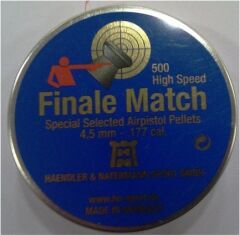 500
High Speed
Finale Match
Special Selected Airpistol Pellets
4,5 mm - .177 cal.
HAENDLER & NATERMANN SPORT GMBH
MADE IN GERMANY